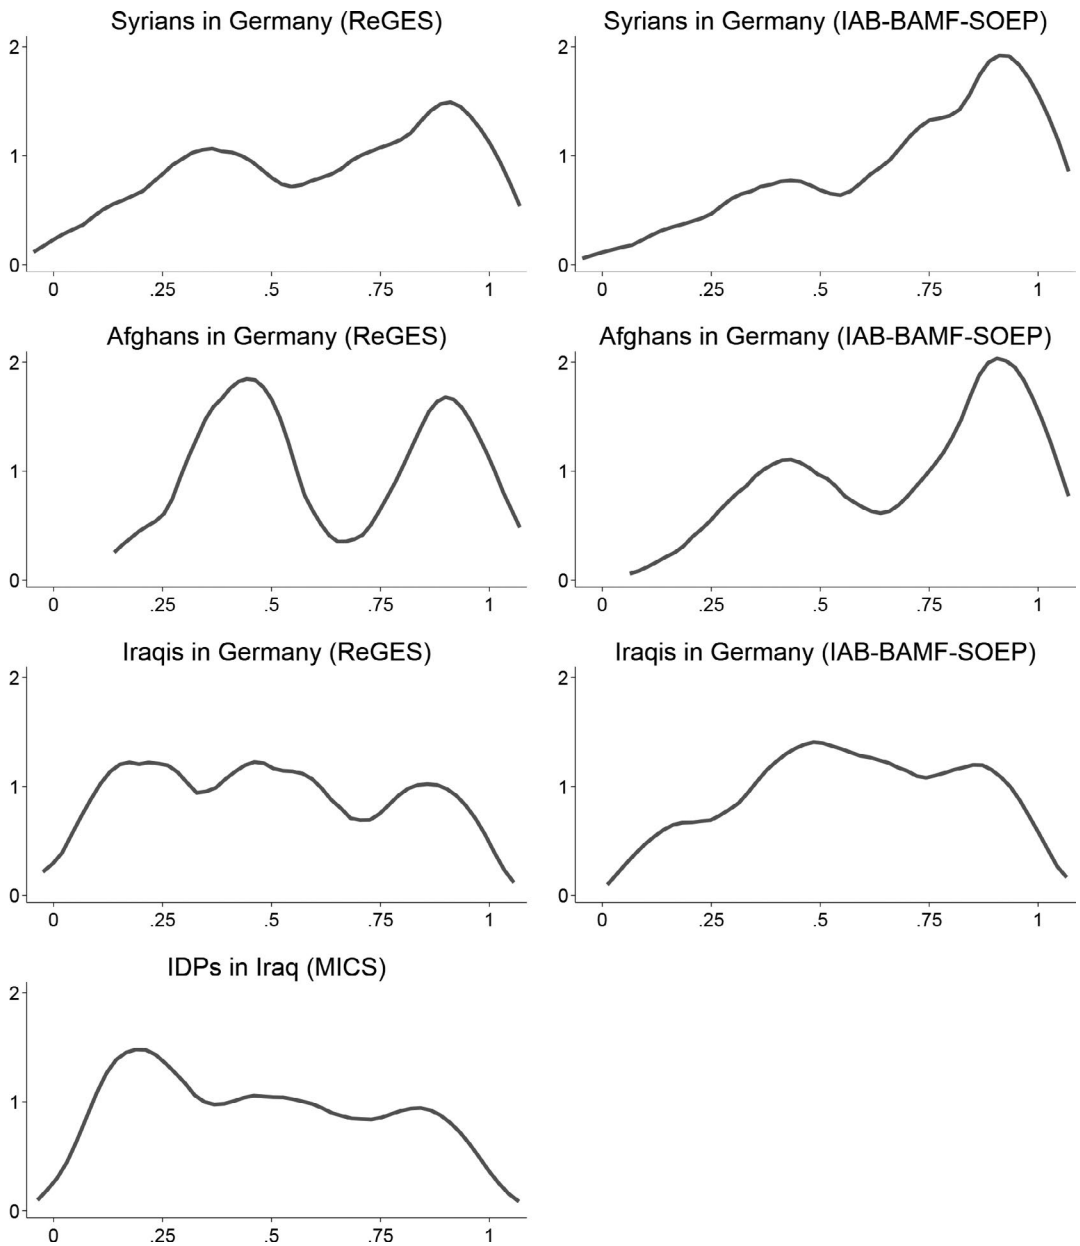 Syrians in Germany (ReGES)
2
1
0
0 .25 .5 .75 1
Syrians in Germany (IAB-BAMF-SOEP)
2
1
0
0 .25 .5 .75 1
Afghans in Germany (ReGES)
2
1
0
0 .25 .5 .75 1
Afghans in Germany (IAB-BAMF-SOEP)
2
1
0
0 .25 .5 .75 1
Iraqis in Germany (ReGES)
2
1
0
0 .25 .5 .75 1
Iraqis in Germany (IAB-BAMF-SOEP)
2
1
0
0 .25 .5 .75 1
IDPs in Iraq (MICS)
2
1
0
0 .25 .5 .75 1